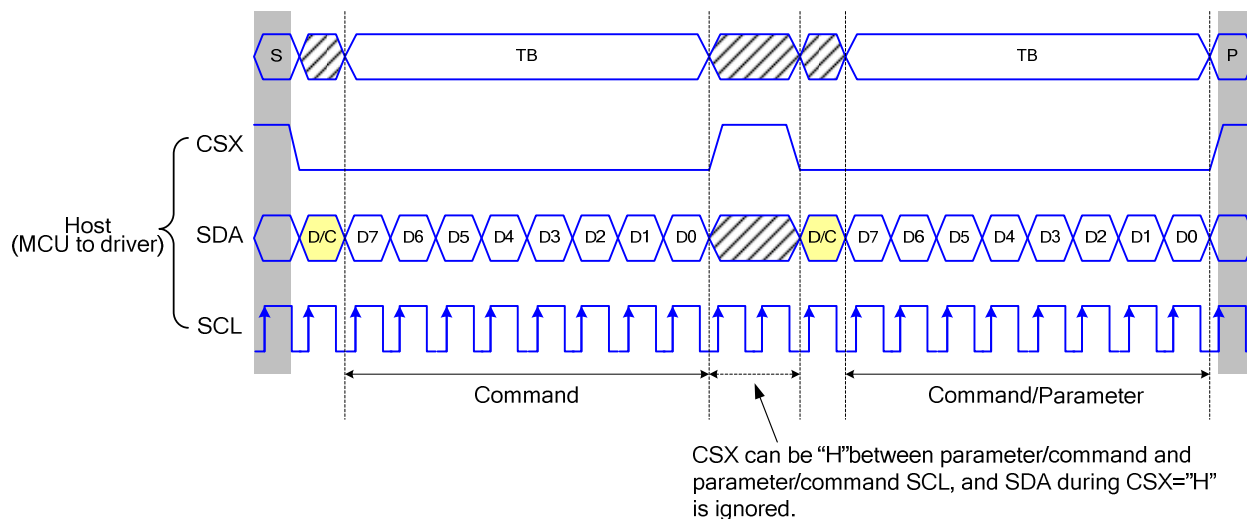 S TB TB P
CSX
Host
(MCU to driver)
SDA D/C D7 D6 D5 D4 D3 D2 D1 D0 D/C D7 D6 D5 D4 D3 D2 D1 D0
SCL
Command Command/Parameter
CSX can be “H”between parameter/command and
parameter/command SCL, and SDA during CSX=”H”
is ignored.